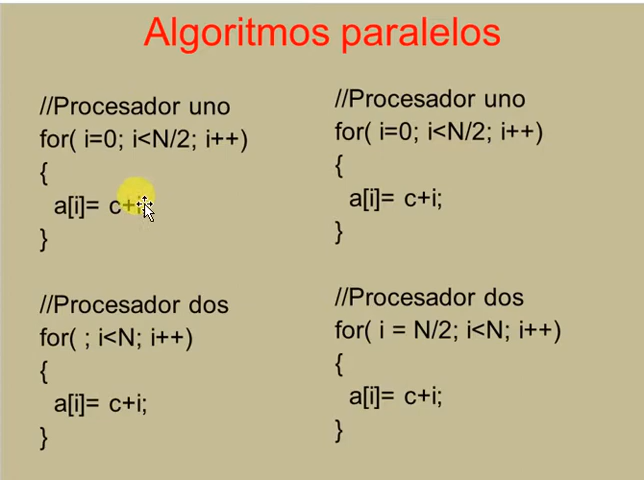 Algoritmos paralelos
//Procesador uno
for( i=0; i<N/2; i++)
{
a[i]= c+i;
}
//Procesador dos
for( ; i<N; i++)
{
a[i]= c+i;
}
//Procesador uno
for( i=0; i<N/2; i++)
{
a[i]= c+i;
}
//Procesador dos
for( i = N/2; i<N; i++)
{
a[i]= c+i;
}